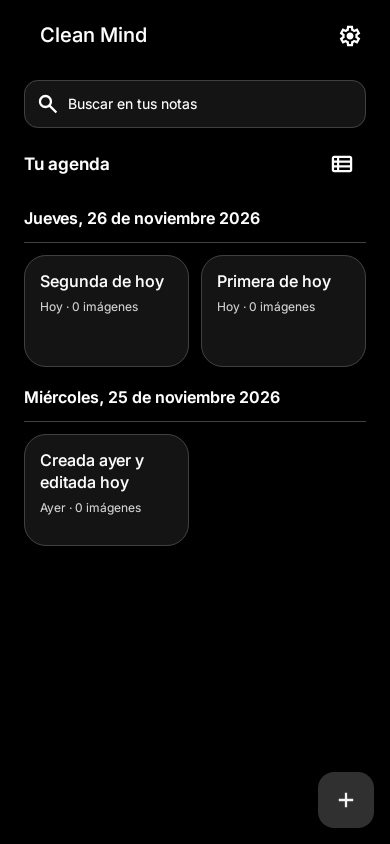 Clean Mind
Buscar en tus notas
Tu agenda
Jueves, 26 de noviembre 2026
Segunda de hoy
Hoy · 0 imágenes
Primera de hoy
Hoy · 0 imágenes
Miércoles, 25 de noviembre 2026
Creada ayer y
editada hoy
Ayer · 0 imágenes